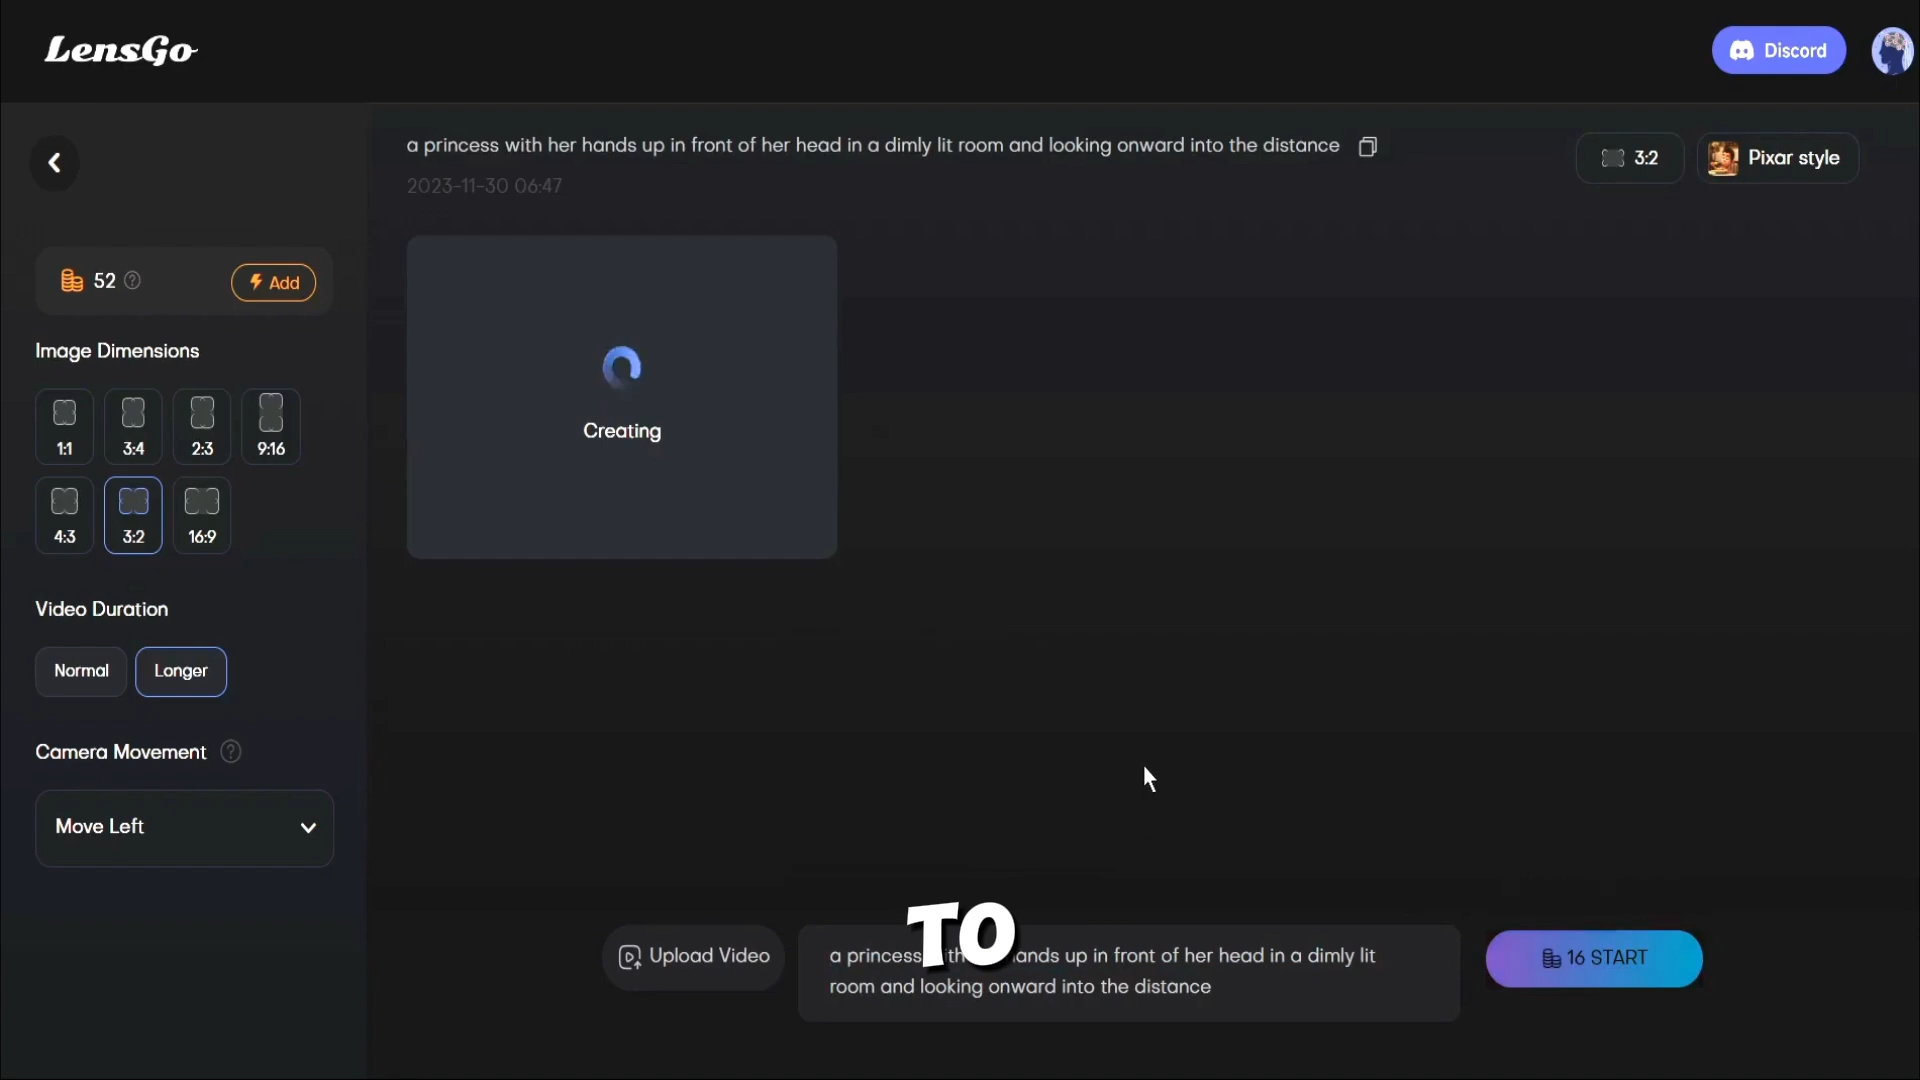 LensGo
Discord
a princess with her hands up in front of her head in a dimly lit room and looking onward into the distance
2023-11-30 06:47
3:2
Pixar style
52
Add
Image Dimensions
1:1
3:4
2:3
9:16
4:3
3:2
16:9
Creating
Video Duration
Normal
Longer
Camera Movement
Move Left
TO
Upload Video
a princess ands up in front of her head in a dimly lit
room and looking onward into the distance
16 START